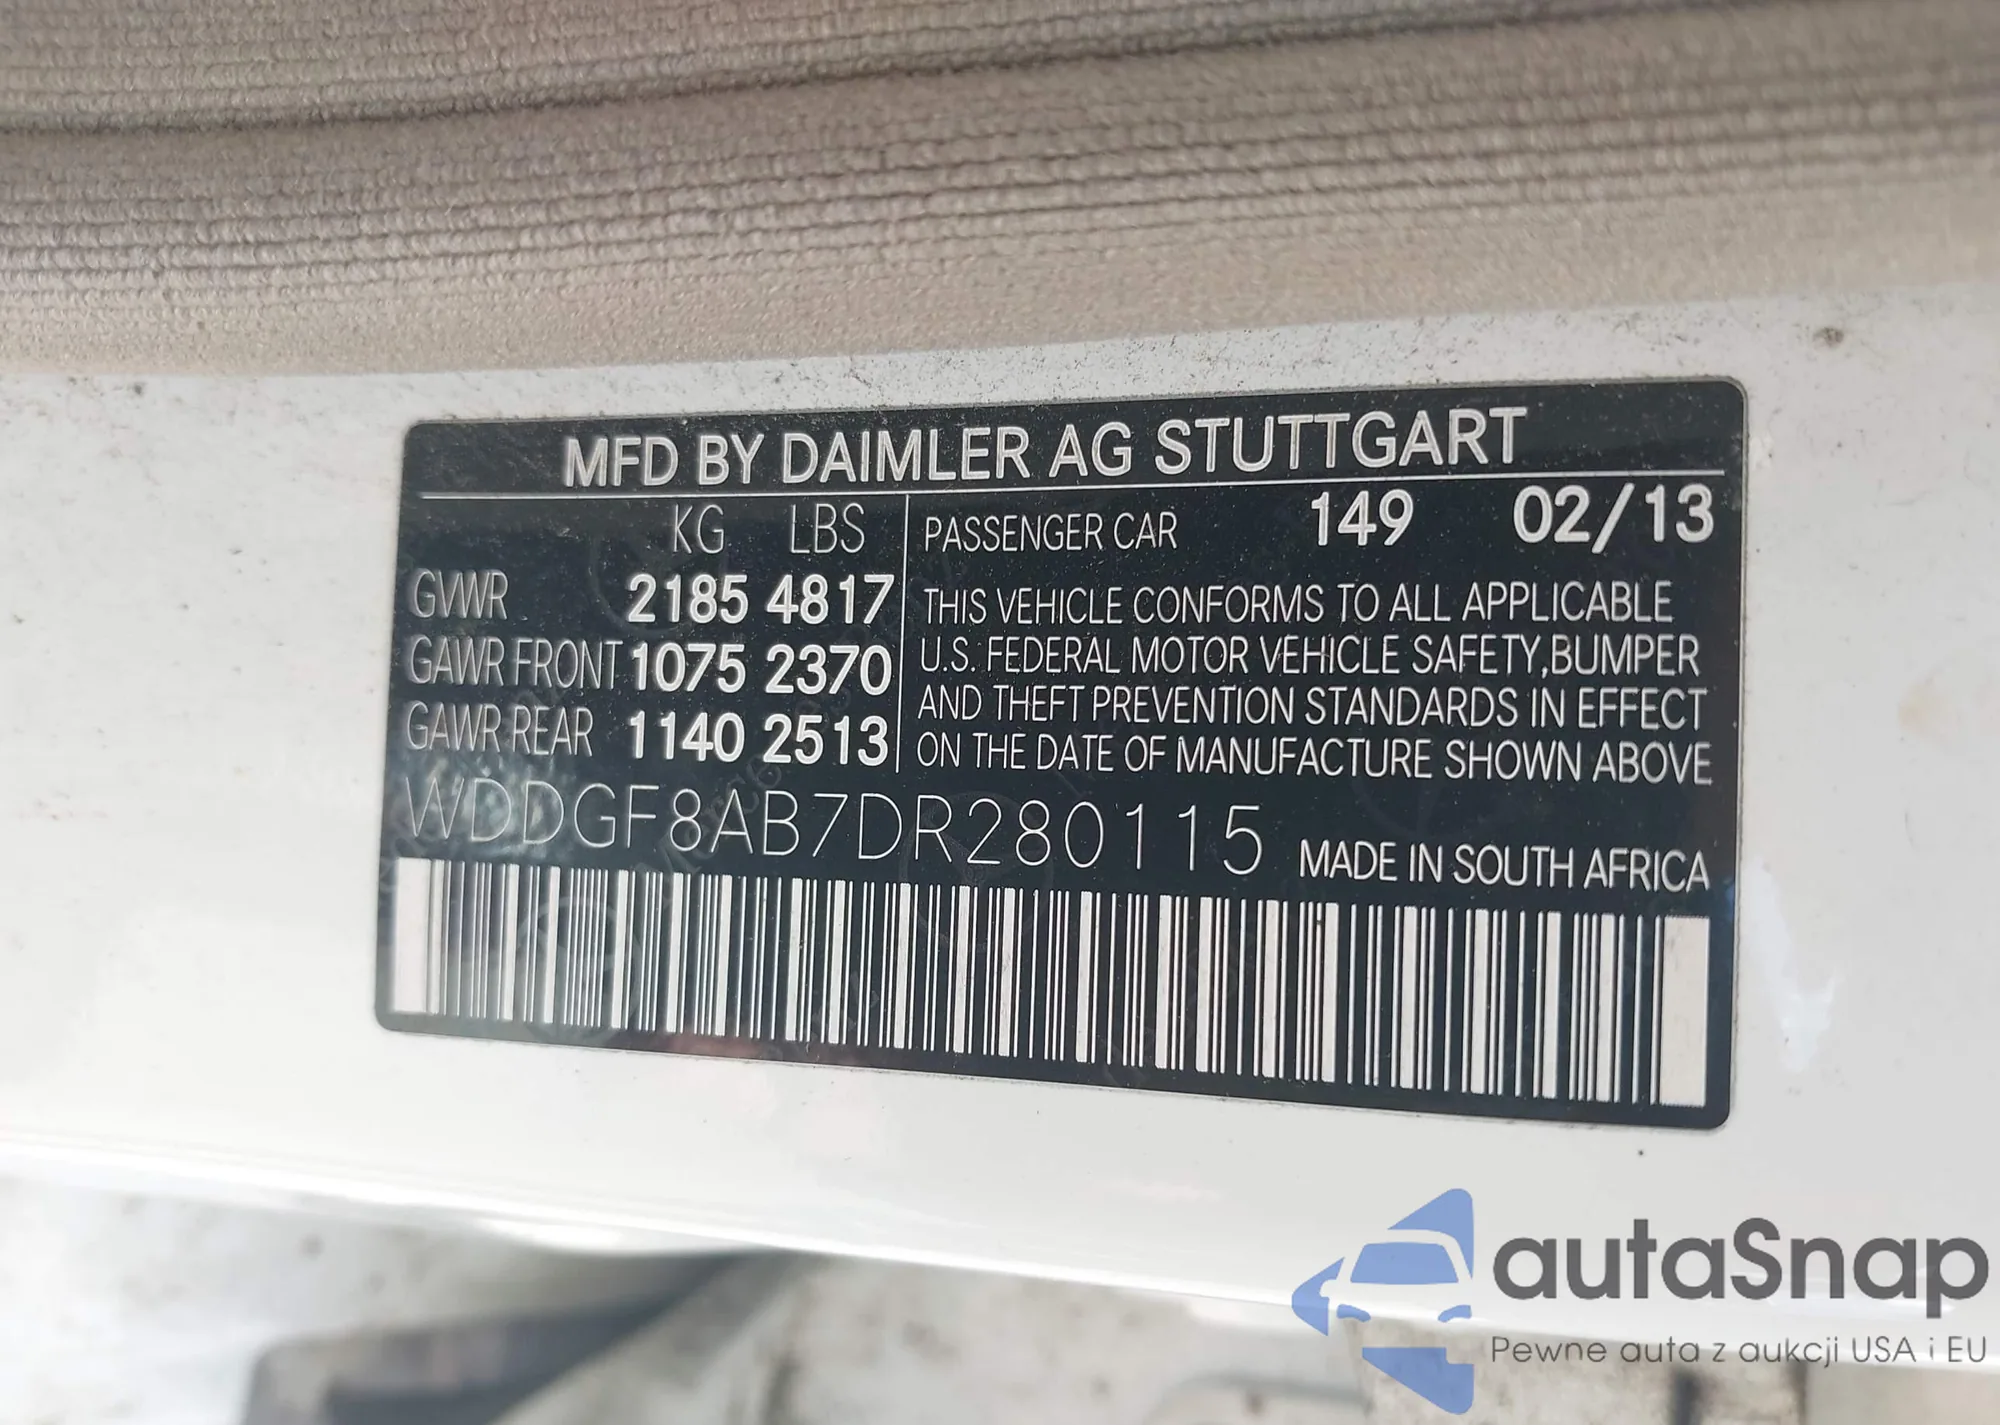 MFD BY DAIMLER AG STUTTGART
KG LBS
GVWR 2185 4817
GAWR FRONT 1075 2370
GAWR REAR 1140 2513
PASSENGER CAR 149 02/13
THIS VEHICLE CONFORMS TO ALL APPLICABLE
U.S. FEDERAL MOTOR VEHICLE SAFETY,BUMPER
AND THEFT PREVENTION STANDARDS IN EFFECT
ON THE DATE OF MANUFACTURE SHOWN ABOVE
WDDGF8AB7DR280115 MADE IN SOUTH AFRICA
autaSnap
Pewne auta z aukcji USA i EU